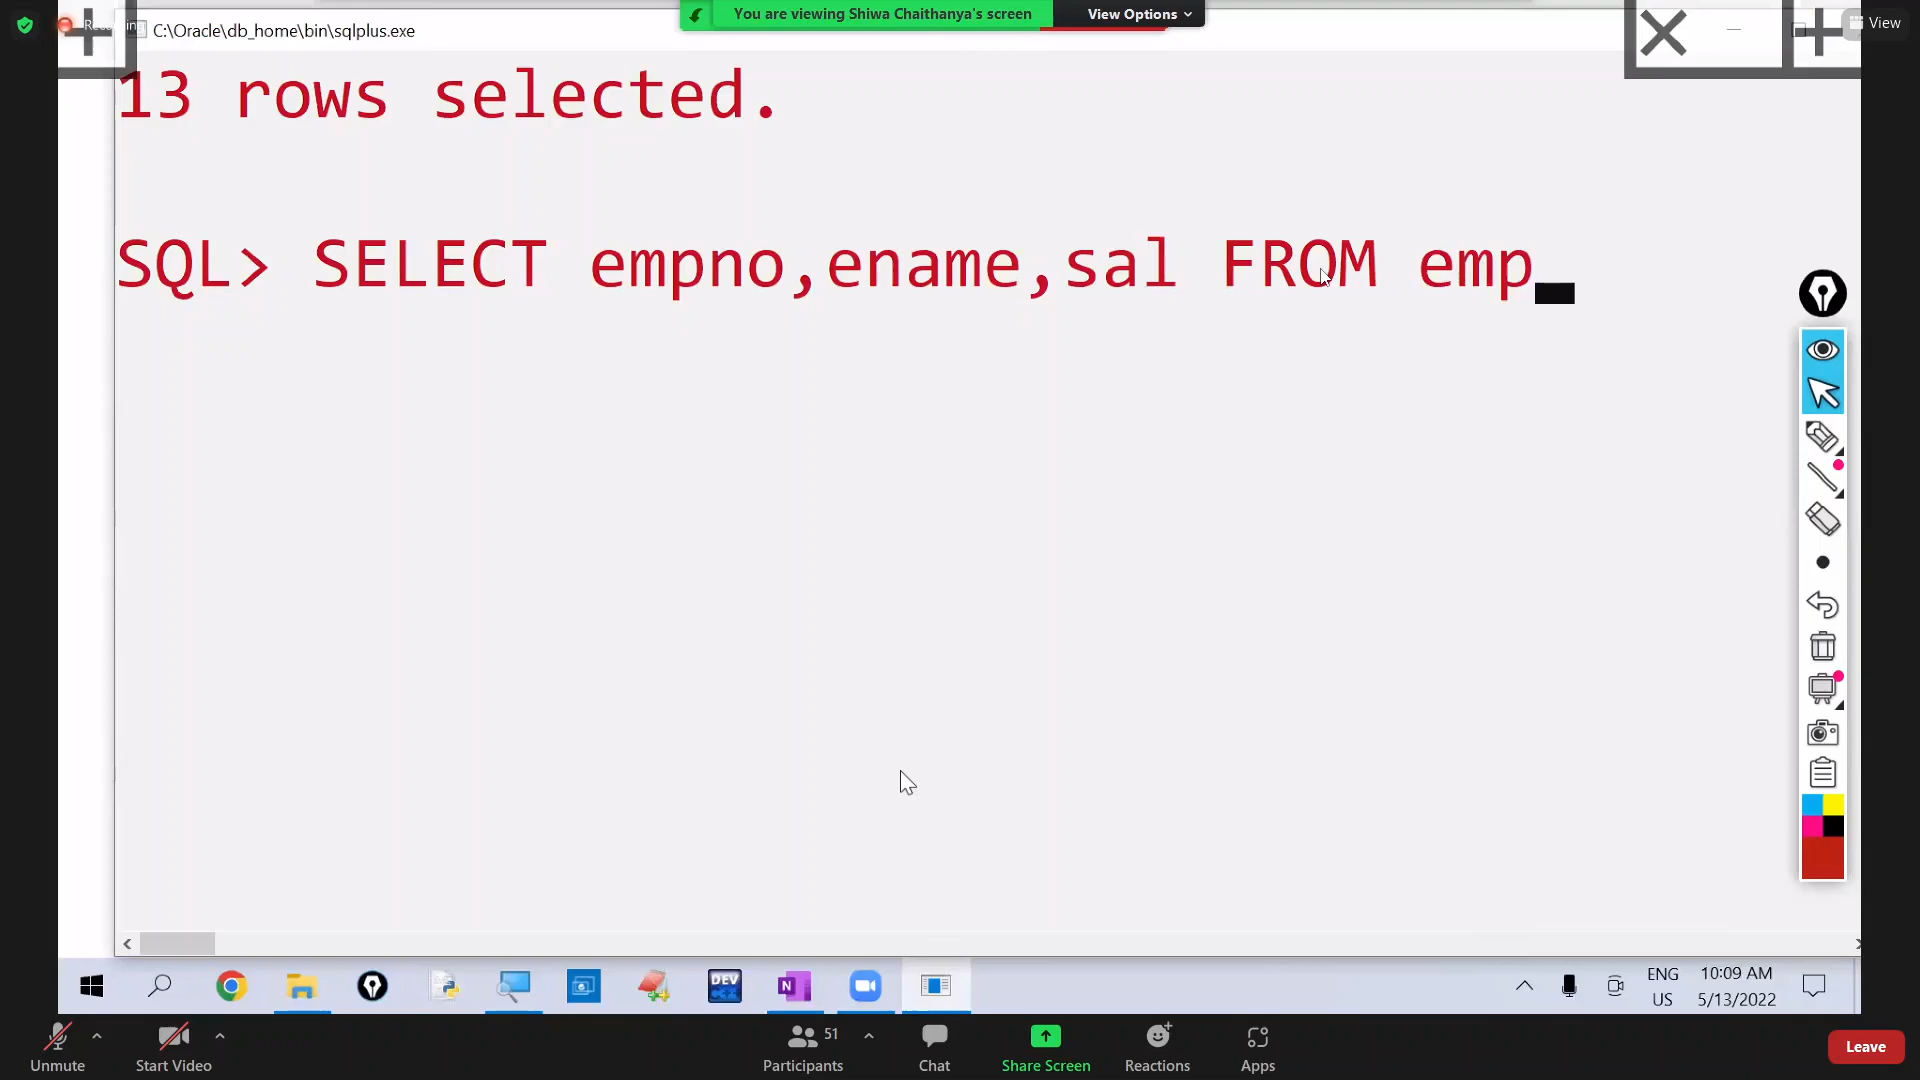 You are viewing Shiwa Chaithanya's screen
View Options
View
C:\Oracle\db_home\bin\sqlplus.exe
13 rows selected.
SQL> SELECT empno,ename,sal FROM emp
DEV
N
ENG
US
10:09 AM
5/13/2022
Unmute
Start Video
51
Participants
Chat
Share Screen
Reactions
Apps
Leave